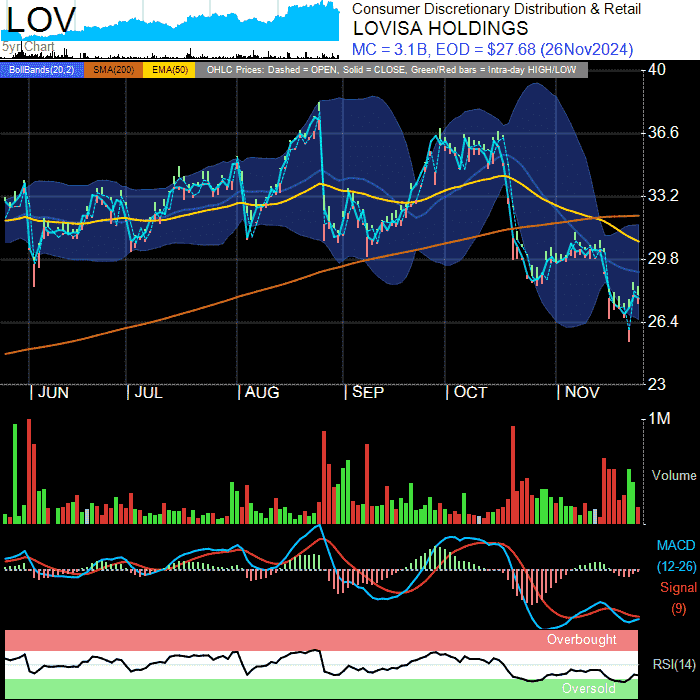 LOV
5yr Chart
Consumer Discretionary Distribution & Retail
LOVISA HOLDINGS
MC = 3.1B, EOD = $27.68 (26Nov2024)
BollBands(20,2) SMA(200) EMA(50) OHLC Prices: Dashed = OPEN, Solid = CLOSE, Green/Red bars = Intra-day HIGH/LOW
40
36.6
33.2
29.8
26.4
23
| JUN | JUL | AUG | SEP | OCT | NOV
1M
Volume
MACD
(12-26)
Signal
(9)
Overbought
RSI(14)
Oversold